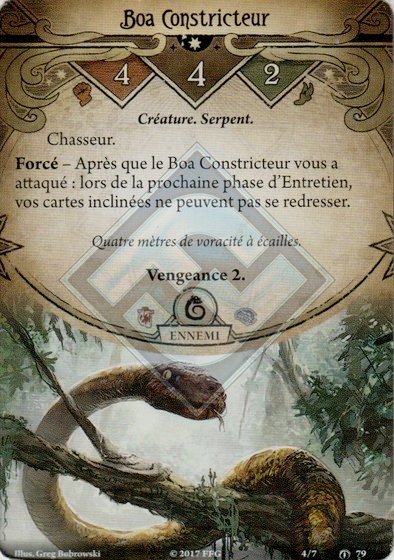 Boa Constricteur
4 4 2
Créature. Serpent.
Chasseur.
Forcé – Après que le Boa Constricteur vous a
attaqué : lors de la prochaine phase d'Entretien,
vos cartes inclinées ne peuvent pas se redresser.
Quatre mètres de voracité à écailles.
Vengeance 2.
ENNEMI
Illus. Greg Bobrowski
© 2017 FFG
4/7
79